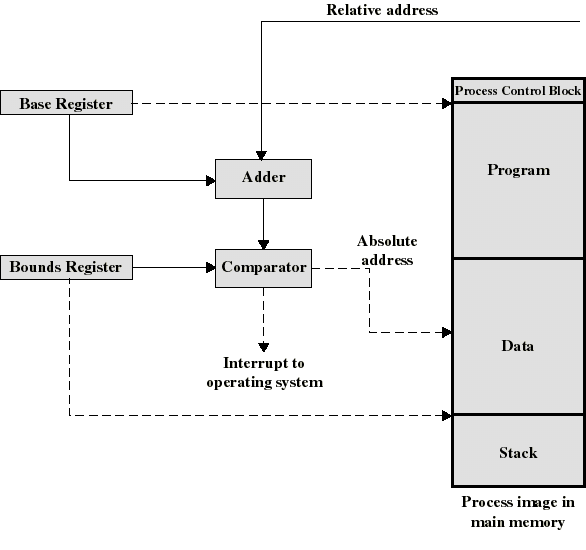 Relative address
Process Control Block
Base Register
Program
Adder
Absolute
address
Bounds Register
Comparator
Data
Interrupt to
operating system
Stack
Process image in
main memory